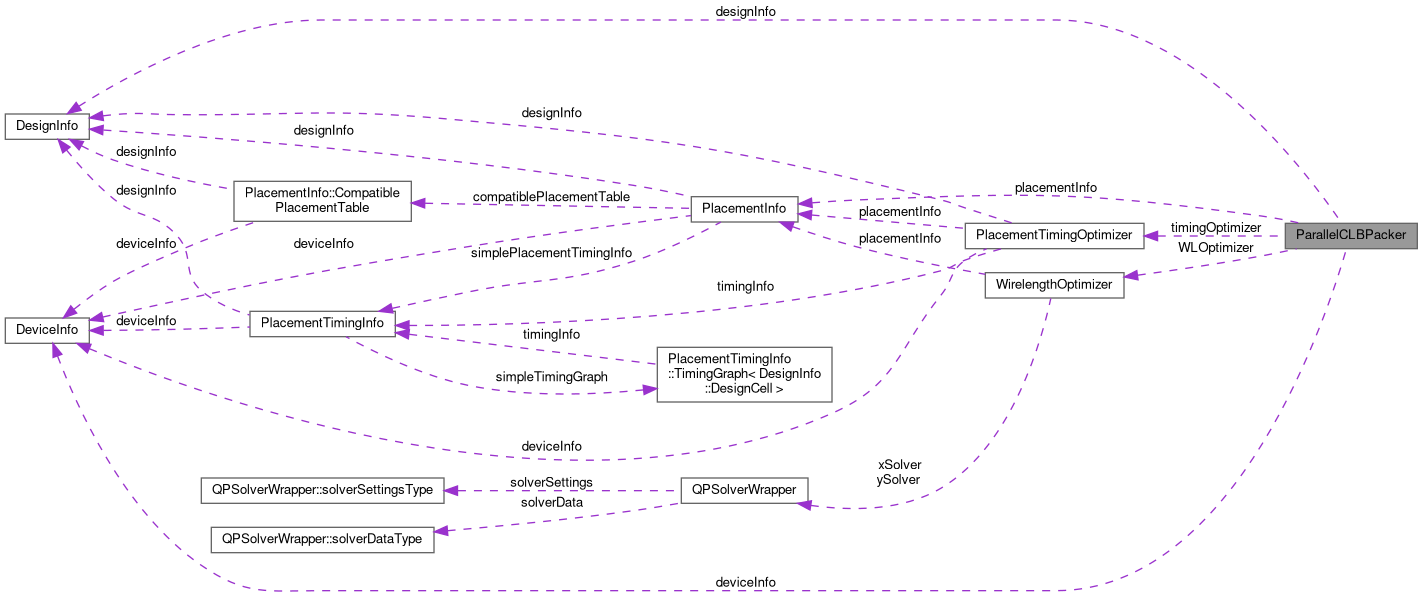 designInfo
designInfo
DesignInfo
designInfo
designInfo
designInfo
PlacementInfo::Compatible
PlacementTable
compatiblePlacementTable
PlacementInfo
placementInfo
placementInfo
PlacementTimingOptimizer
timingOptimizer
WLOptimizer
ParallelCLBPacker
placementInfo
deviceInfo
deviceInfo
simplePlacementTimingInfo
timingInfo
WirelengthOptimizer
DeviceInfo
deviceInfo
PlacementTimingInfo
timingInfo
PlacementTimingInfo
::TimingGraph< DesignInfo
::DesignCell >
simpleTimingGraph
deviceInfo
xSolver
ySolver
QPSolverWrapper::solverSettingsType
solverSettings
solverData
QPSolverWrapper
QPSolverWrapper::solverDataType
deviceInfo